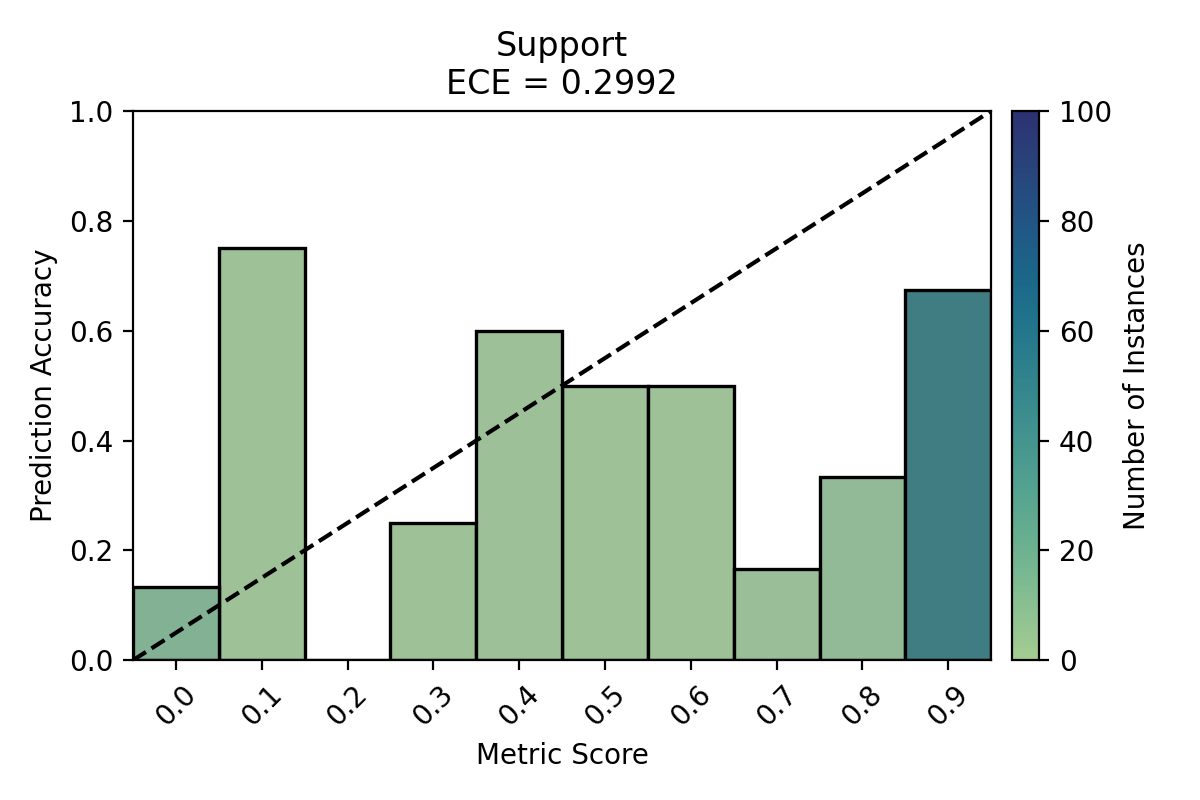 Support
ECE = 0.2992
1.0
0.8
0.6
0.4
0.2
0.0
Prediction Accuracy
0.0 0.1 0.2 0.3 0.4 0.5 0.6 0.7 0.8 0.9
Metric Score
100
80
60
40
20
0
Number of Instances